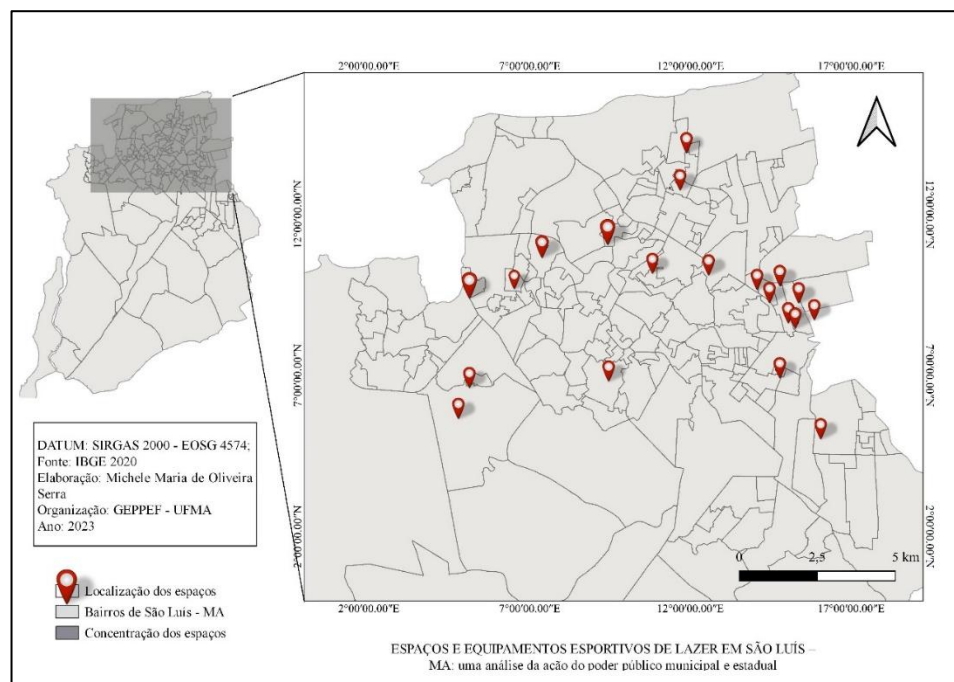 2°00'00.00"E
7°00'00.00"E
12°00'00.00"E
17°00'00.00"E
12°00'00.00"N
12°00'00.00"N
7°00'00.00"N
7°00'00.00"N
2°00'00.00"N
2°00'00.00"N
0
2,5
5 km
2°00'00.00"E
7°00'00.00"E
12°00'00.00"E
17°00'00.00"E
DATUM: SIRGAS 2000 - EOSG 4574;
Fonte: IBGE 2020
Elaboração: Michele Maria de Oliveira
Serra
Organização: GEPPEF - UFMA
Ano: 2023
Localização dos espaços
Bairros de São Luís - MA
Concentração dos espaços
ESPAÇOS E EQUIPAMENTOS ESPORTIVOS DE LAZER EM SÃO LUÍS –
MA: uma análise da ação do poder público municipal e estadual